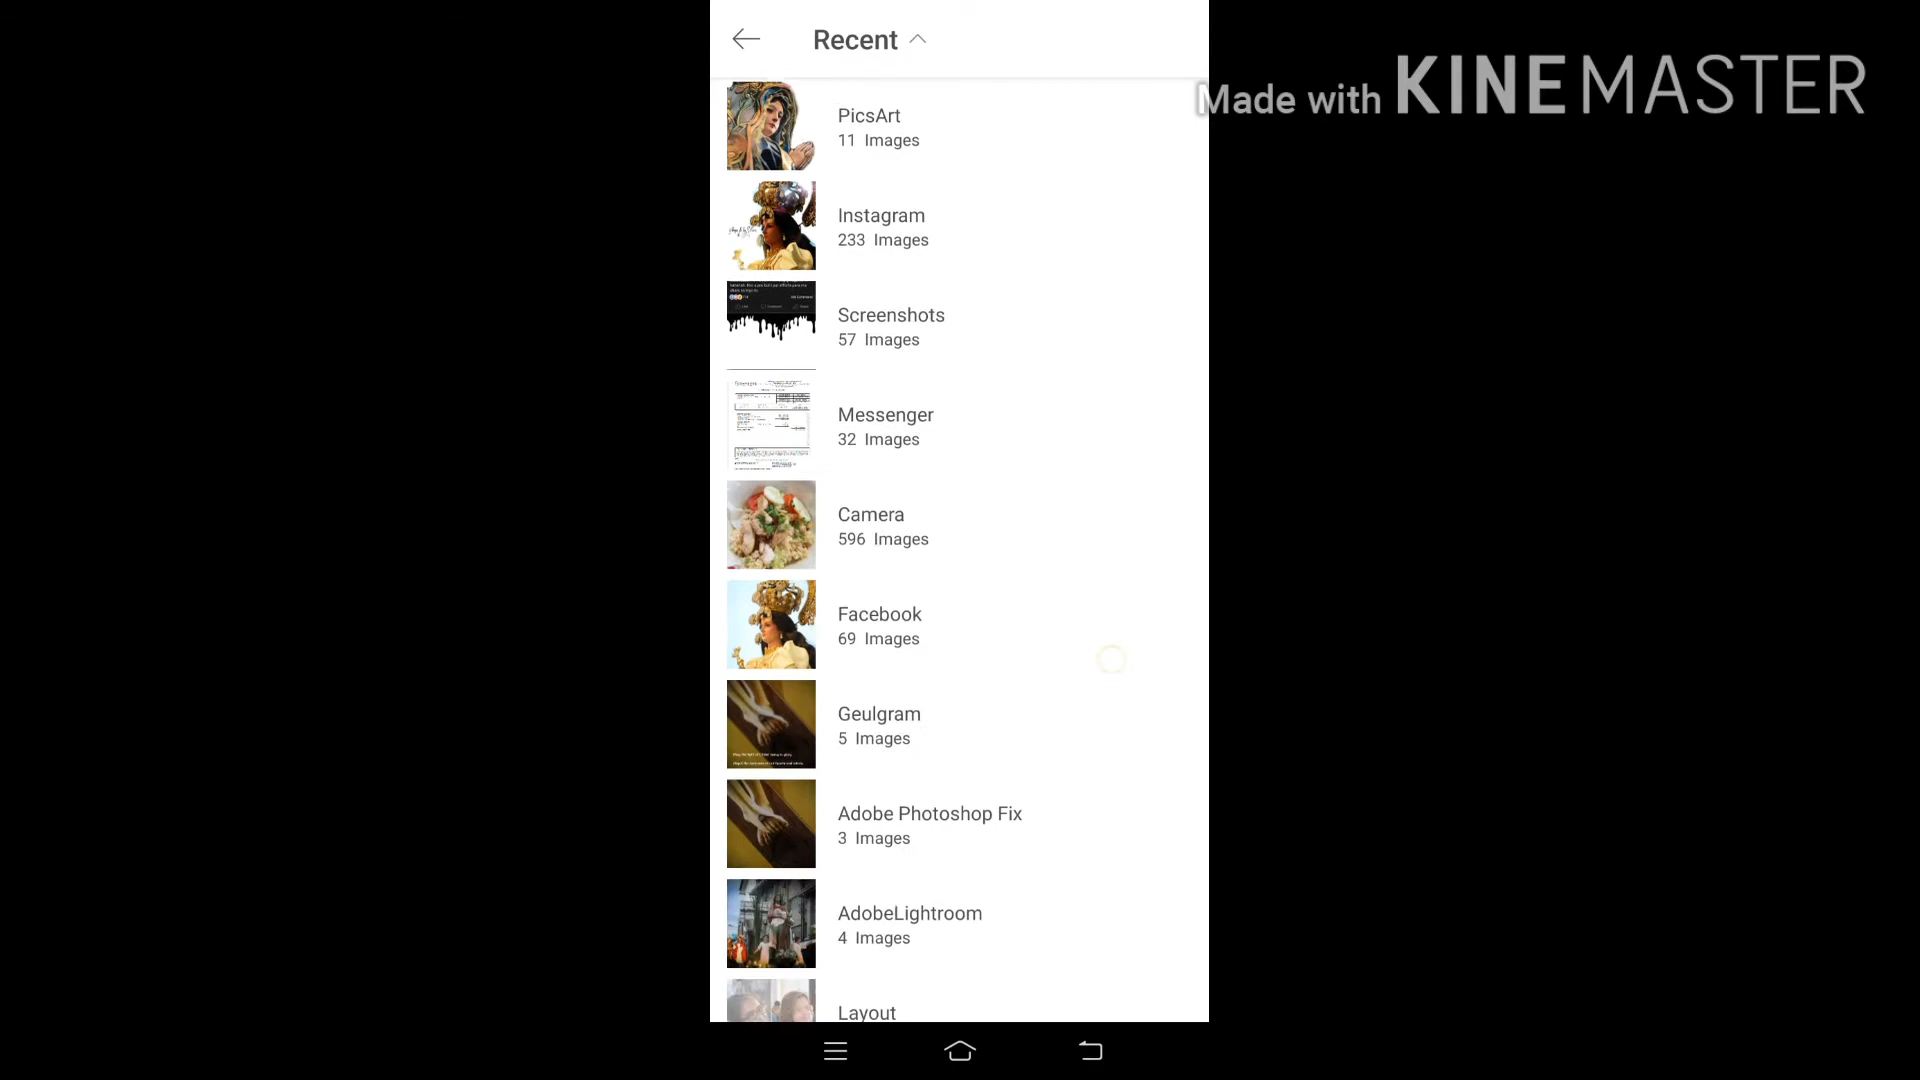 Recent
Made with KINEMASTER
PicsArt
11 Images
Instagram
233 Images
Screenshots
57 Images
Messenger
32 Images
Camera
596 Images
Facebook
69 Images
Geulgram
5 Images
Adobe Photoshop Fix
3 Images
AdobeLightroom
4 Images
Layout